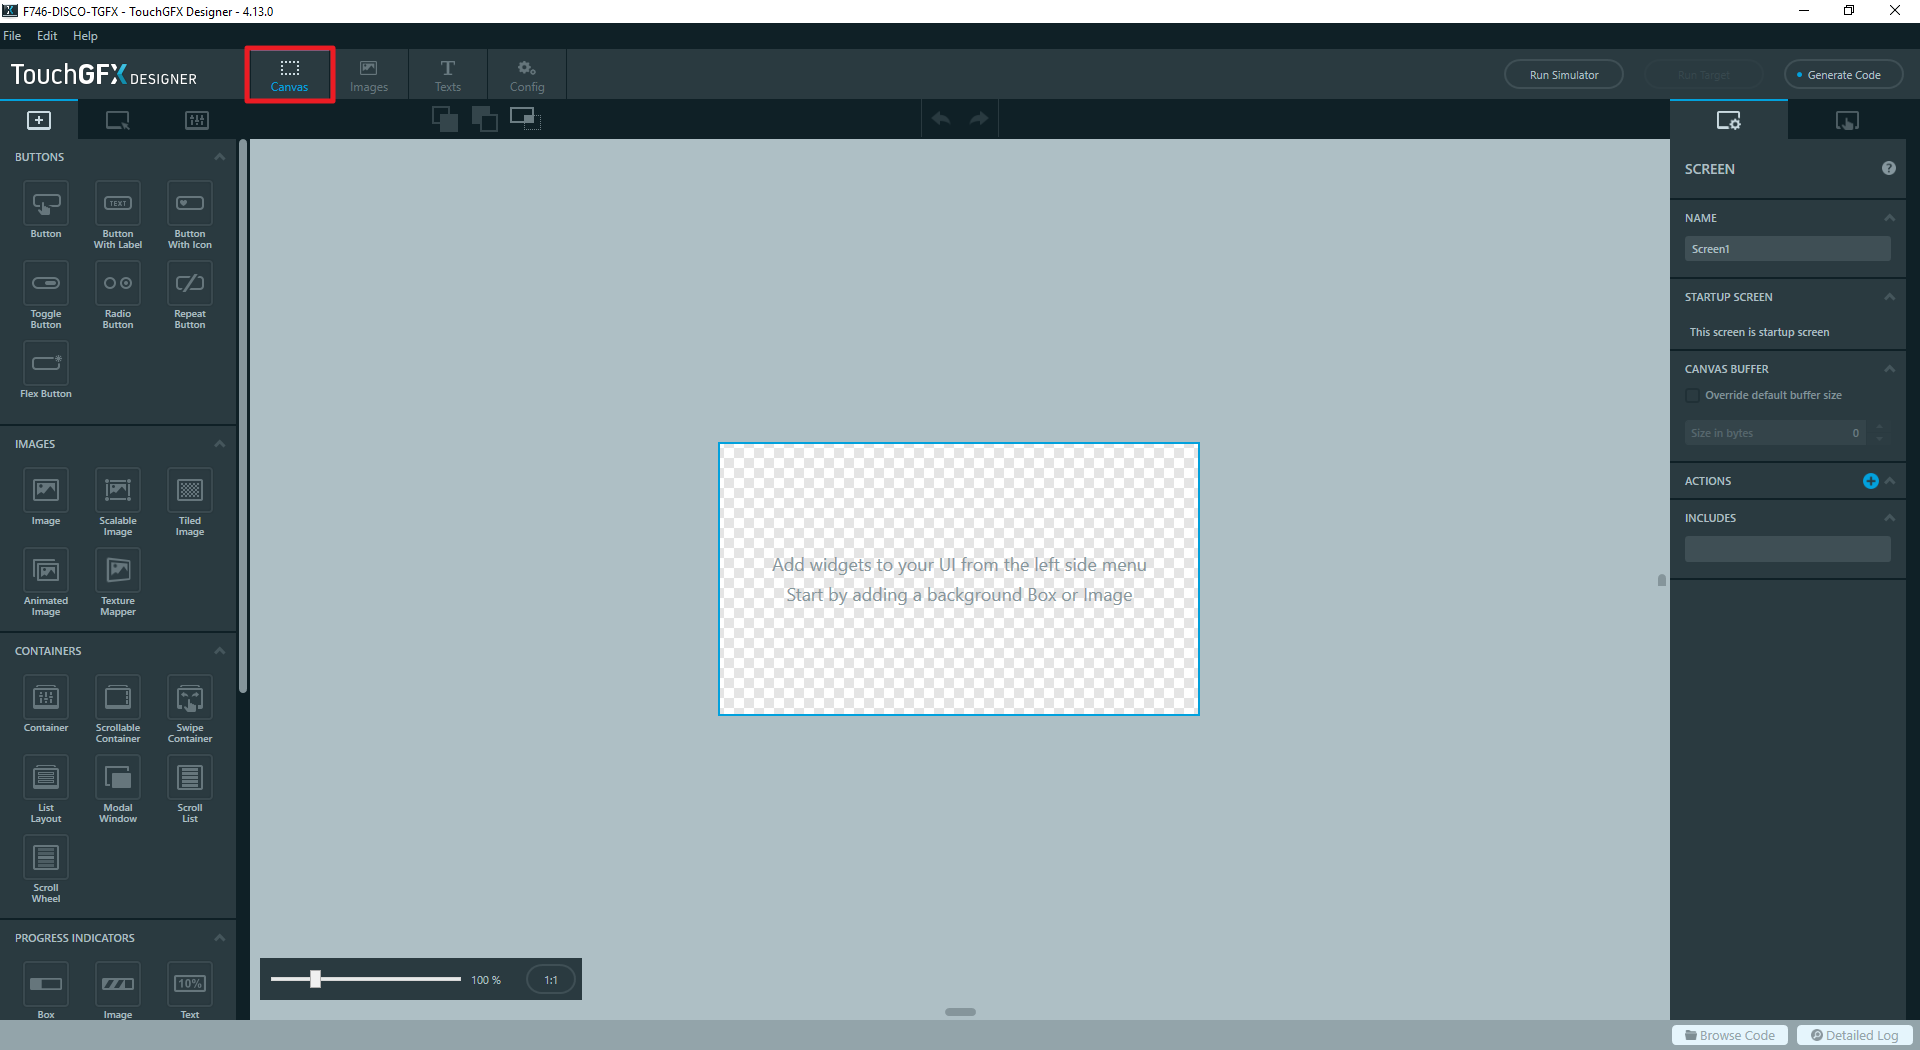 F746-DISCO-TGFX - TouchGFX Designer - 4.13.0
File Edit Help
TouchGFX DESIGNER
Canvas
Images
Texts
Config
Run Simulator
Run Target
Generate Code
BUTTONS
Button
Button With Label
Button With Icon
Toggle Button
Radio Button
Repeat Button
Flex Button
IMAGES
Image
Scalable Image
Tiled Image
Animated Image
Texture Mapper
CONTAINERS
Container
Scrollable Container
Swipe Container
List Layout
Modal Window
Scroll List
Scroll Wheel
PROGRESS INDICATORS
Box
Image
10%
Text
Add widgets to your UI from the left side menu
Start by adding a background Box or Image
100 %
1:1
SCREEN
NAME
Screen1
STARTUP SCREEN
This screen is startup screen
CANVAS BUFFER
Override default buffer size
Size in bytes 0
ACTIONS
INCLUDES
Browse Code
Detailed Log